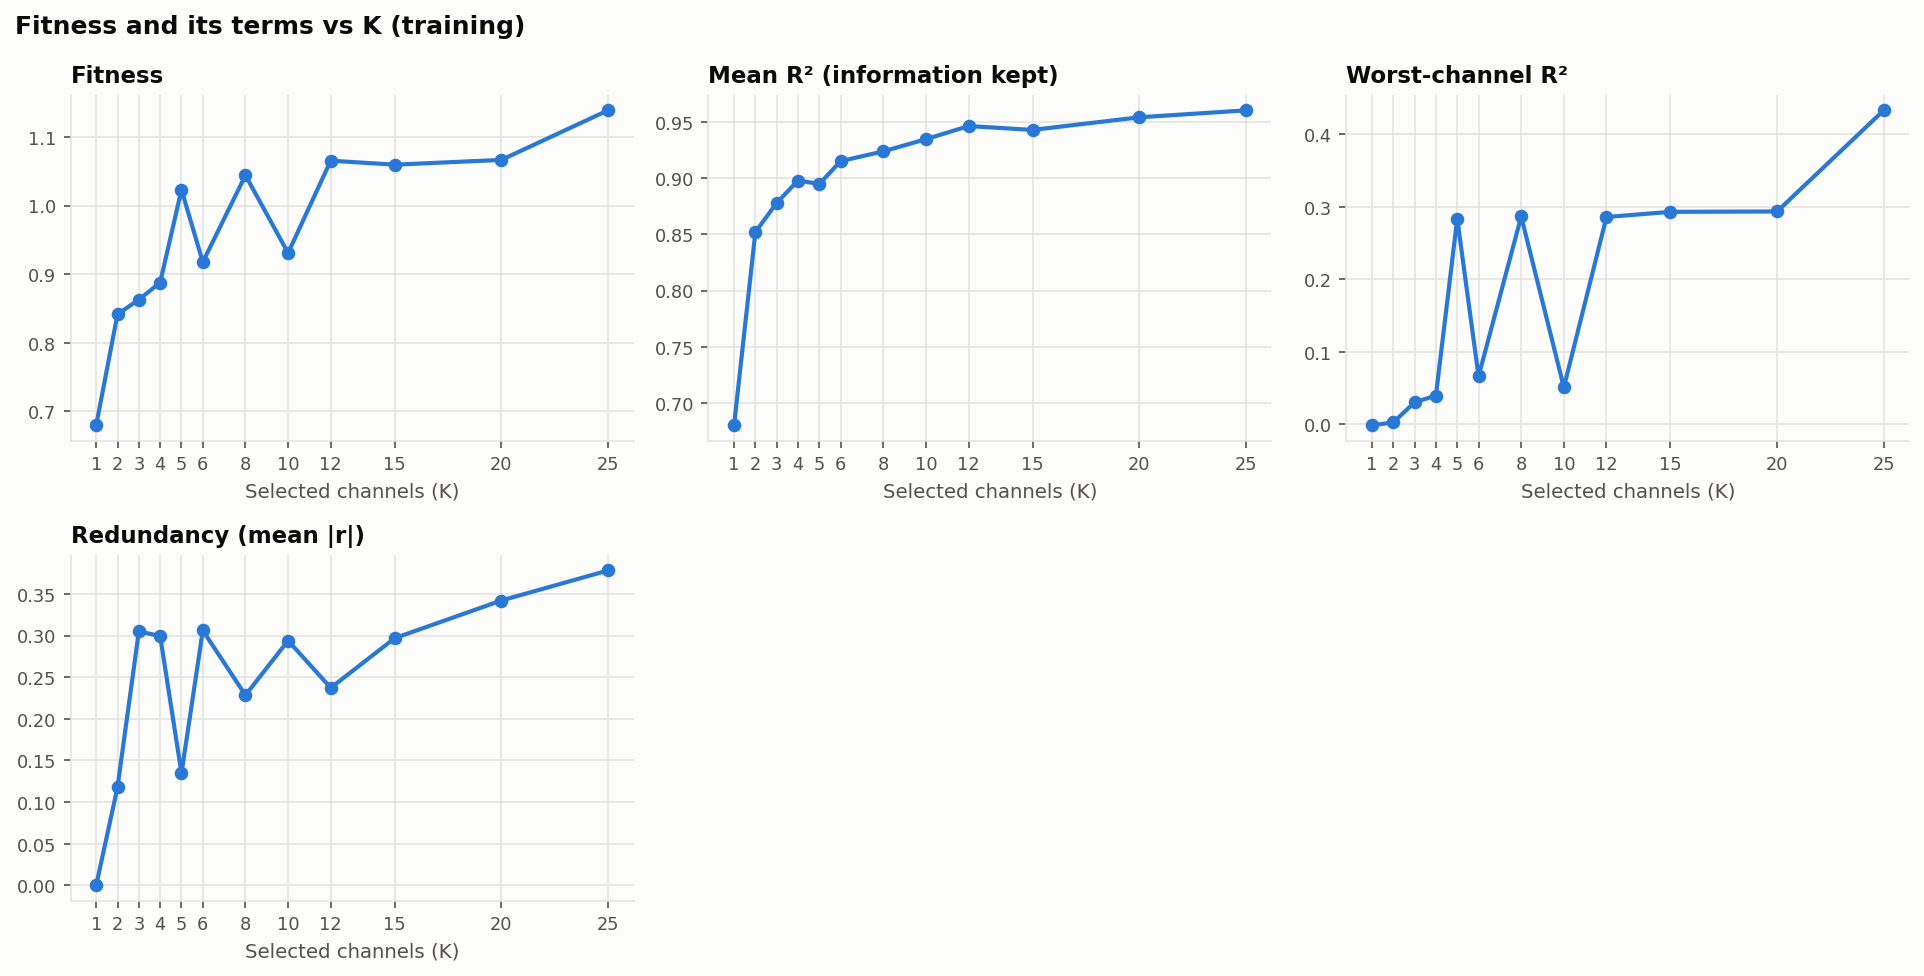 Fitness and its terms vs K (training)
Fitness
1.1
1.0
0.9
0.8
0.7
1 2 3 4 5 6 8 10 12 15 20 25
Selected channels (K)
Mean R² (information kept)
0.95
0.90
0.85
0.80
0.75
0.70
1 2 3 4 5 6 8 10 12 15 20 25
Selected channels (K)
Worst-channel R²
0.4
0.3
0.2
0.1
0.0
1 2 3 4 5 6 8 10 12 15 20 25
Selected channels (K)
Redundancy (mean |r|)
0.35
0.30
0.25
0.20
0.15
0.10
0.05
0.00
1 2 3 4 5 6 8 10 12 15 20 25
Selected channels (K)